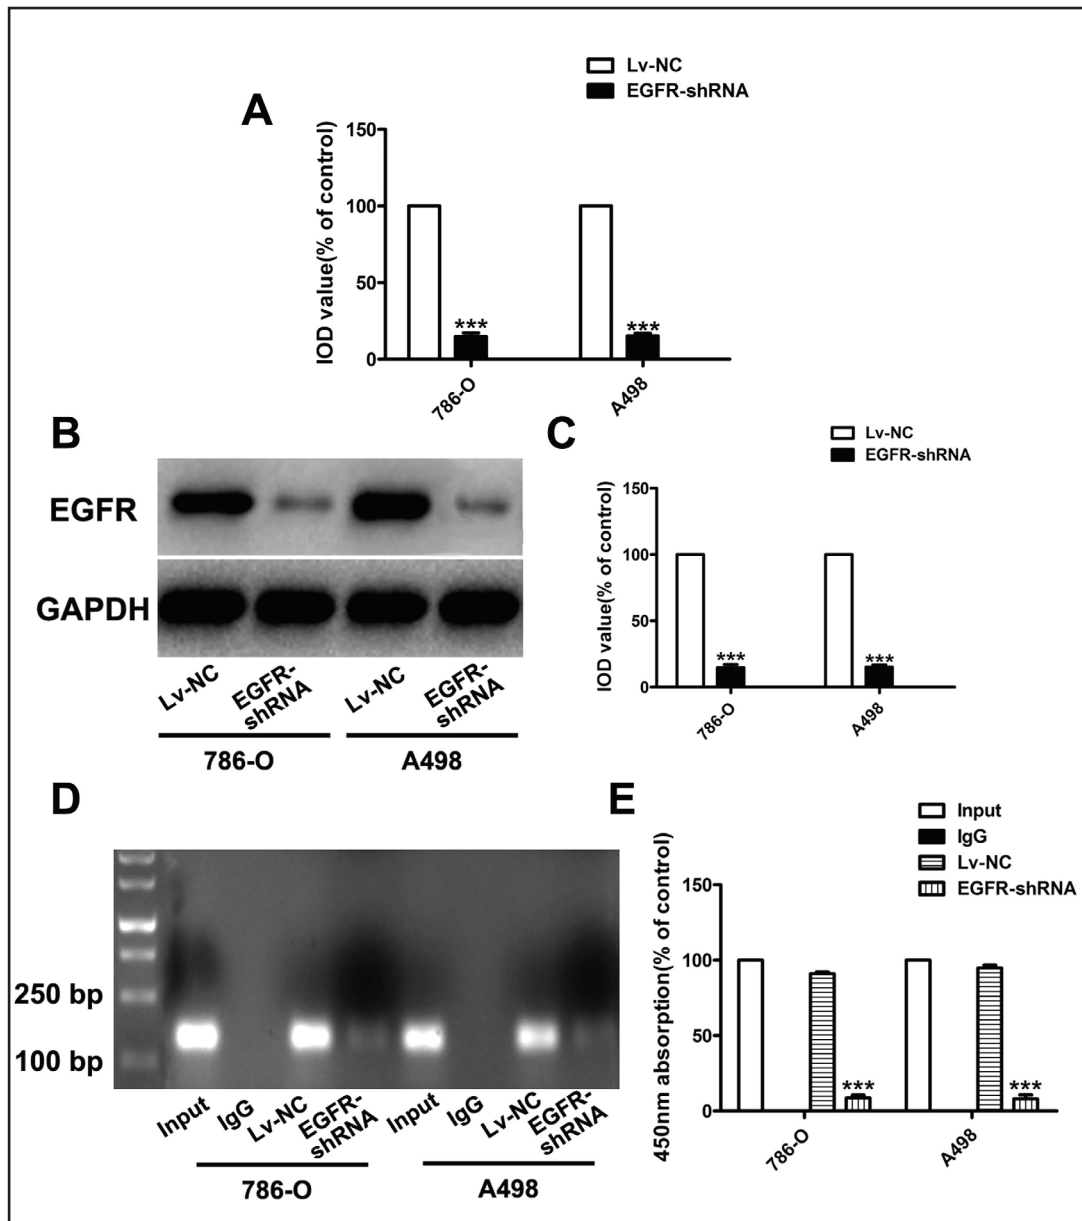 A
Lv-NC
EGFR-shRNA
IOD value(% of control)
150
100
50
0
***
***
786-O
A498
B
EGFR
GAPDH
Lv-NC
EGFR-
shRNA
Lv-NC
EGFR-
shRNA
786-O
A498
C
Lv-NC
EGFR-shRNA
IOD value(% of control)
150
100
50
0
***
***
786-O
A498
D
250 bp
100 bp
Input
IgG
Lv-NC
EGFR-
shRNA
Input
IgG
Lv-NC
EGFR-
shRNA
786-O
A498
E
Input
IgG
Lv-NC
EGFR-shRNA
450nm absorption(% of control)
150
100
50
0
***
***
786-O
A498